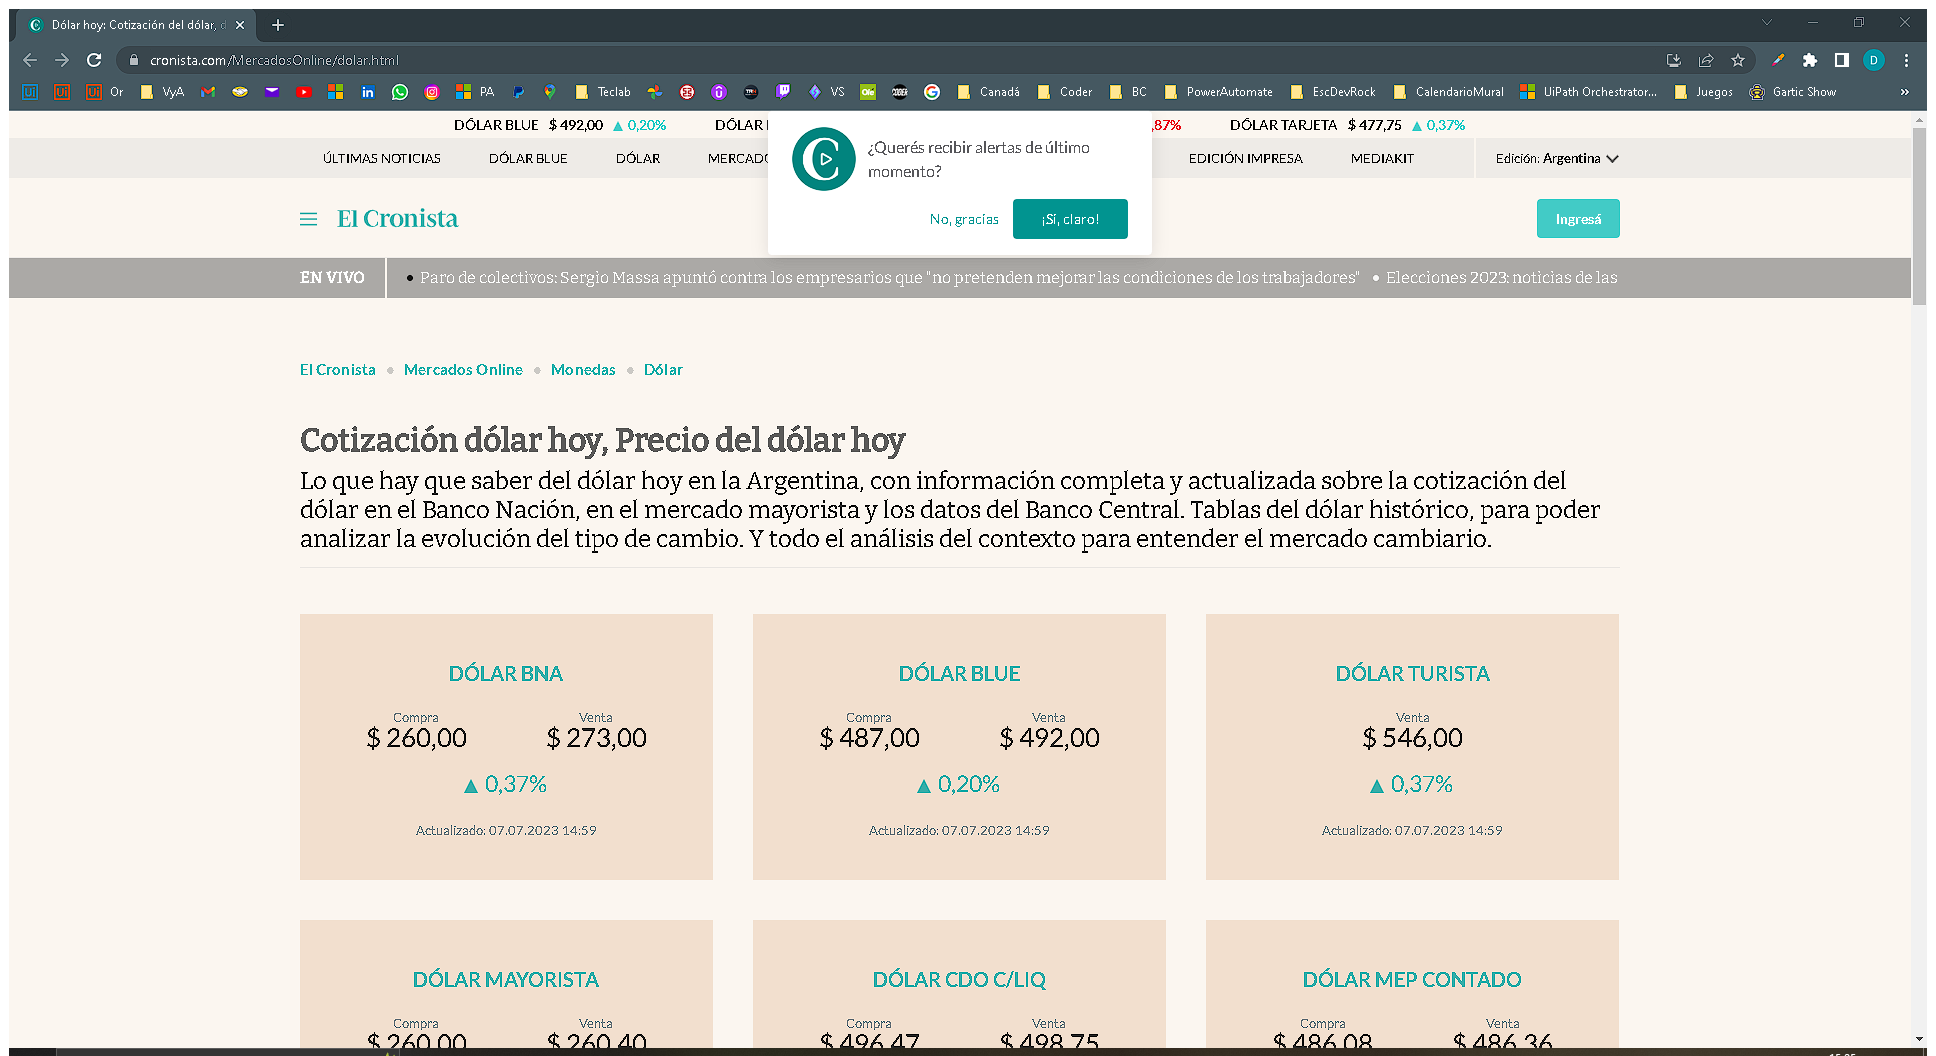 Dólar hoy: Cotización del dólar,
cronista.com/MercadosOnline/dolar.html
Or VyA PA Teclab VS Canadá Coder BC PowerAutomate EscDevRock CalendarioMural UiPath Orchestrator... Juegos Gartic Show »
DÓLAR BLUE $ 492,00 ▲ 0,20% DÓLAR ,87% DÓLAR TARJETA $ 477,75 ▲ 0,37%
ÚLTIMAS NOTICIAS DÓLAR BLUE DÓLAR MERCADO EDICIÓN IMPRESA MEDIAKIT Edición: Argentina
¿Querés recibir alertas de último
momento?
No, gracias ¡Si, claro!
El Cronista Ingresá
EN VIVO • Paro de colectivos: Sergio Massa apuntó contra los empresarios que "no pretenden mejorar las condiciones de los trabajadores" • Elecciones 2023: noticias de las
El Cronista • Mercados Online • Monedas • Dólar
Cotización dólar hoy, Precio del dólar hoy
Lo que hay que saber del dólar hoy en la Argentina, con información completa y actualizada sobre la cotización del
dólar en el Banco Nación, en el mercado mayorista y los datos del Banco Central. Tablas del dólar histórico, para poder
analizar la evolución del tipo de cambio. Y todo el análisis del contexto para entender el mercado cambiario.
DÓLAR BNA
Compra Venta
$ 260,00 $ 273,00
▲ 0,37%
Actualizado: 07.07.2023 14:59
DÓLAR BLUE
Compra Venta
$ 487,00 $ 492,00
▲ 0,20%
Actualizado: 07.07.2023 14:59
DÓLAR TURISTA
Venta
$ 546,00
▲ 0,37%
Actualizado: 07.07.2023 14:59
DÓLAR MAYORISTA
Compra Venta
$ 260,00 $ 260,40
DÓLAR CDO C/LIQ
Compra Venta
$ 496,47 $ 498,75
DÓLAR MEP CONTADO
Compra Venta
$ 486,08 $ 486,36